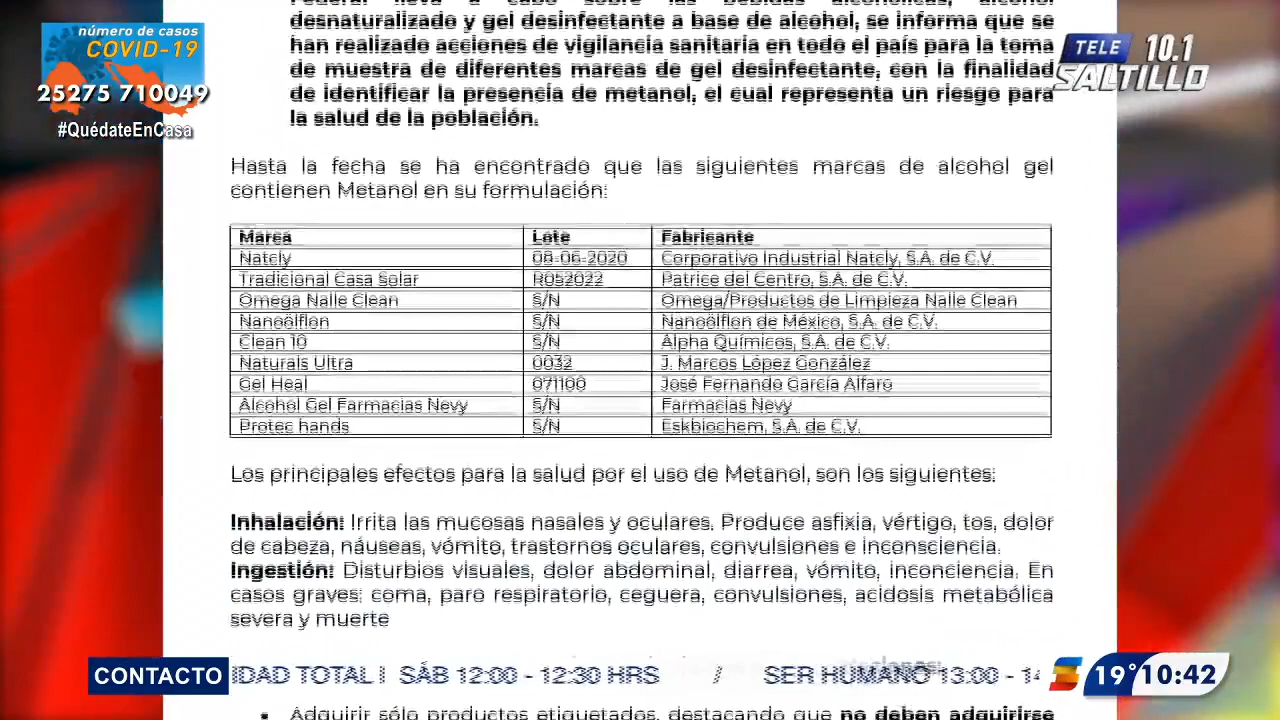 número de casos
COVID-19
25275 710049
#QuédateEnCasa
TELE 10.1
SALTILLO
Federal lleva a cabo sobre las bebidas alcohólicas, alcohol
desnaturalizado y gel desinfectante a base de alcohol, se informa que se
han realizado acciones de vigilancia sanitaria en todo el país para la toma
de muestra de diferentes marcas de gel desinfectante, con la finalidad
de identificar la presencia de metanol, el cual representa un riesgo para
la salud de la población.
Hasta la fecha se ha encontrado que las siguientes marcas de alcohol gel
contienen Metanol en su formulación:
Marca Lote Fabricante
Natcly 08-06-2020 Corporativo Industrial Natcly, S.A. de C.V.
Tradicional Casa Solar R052022 Patrice del Centro, S.A. de C.V.
Omega Nalle Clean S/N Omega/Productos de Limpieza Nalle Clean
Nanoölflon S/N Nanoölflon de México, S.A. de C.V.
Clean 10 S/N Alpha Químicos, S.A. de C.V.
Naturals Ultra 0032 J. Marcos López González
Gel Heal 071100 José Fernando García Alfaro
Alcohol Gel Farmacias Nevy S/N Farmacias Nevy
Protec hands S/N Eskbiochem, S.A. de C.V.
Los principales efectos para la salud por el uso de Metanol, son los siguientes:
Inhalación: Irrita las mucosas nasales y oculares. Produce asfixia, vértigo, tos, dolor
de cabeza, náuseas, vómito, trastornos oculares, convulsiones e inconsciencia.
Ingestión: Disturbios visuales, dolor abdominal, diarrea, vómito, inconciencia. En
casos graves: coma, paro respiratorio, ceguera, convulsiones, acidosis metabólica
severa y muerte
CONTACTO IDAD TOTAL I SÁB 12:00 - 12:30 HRS / SER HUMANO 13:00 - 14
19° 10:42
• Adquirir sólo productos etiquetados, destacando que no deben adquirirse